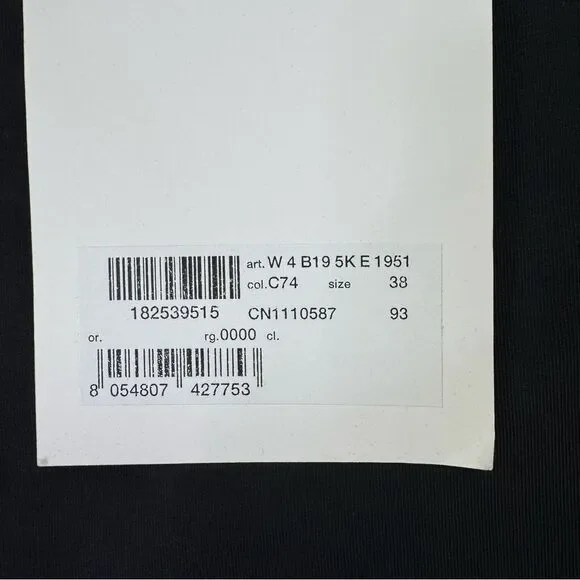 art. W 4 B19 5K E 1951
col. C74 size 38
182539515 CN1110587 93
or. rg. 0000 cl.
8 054807 427753